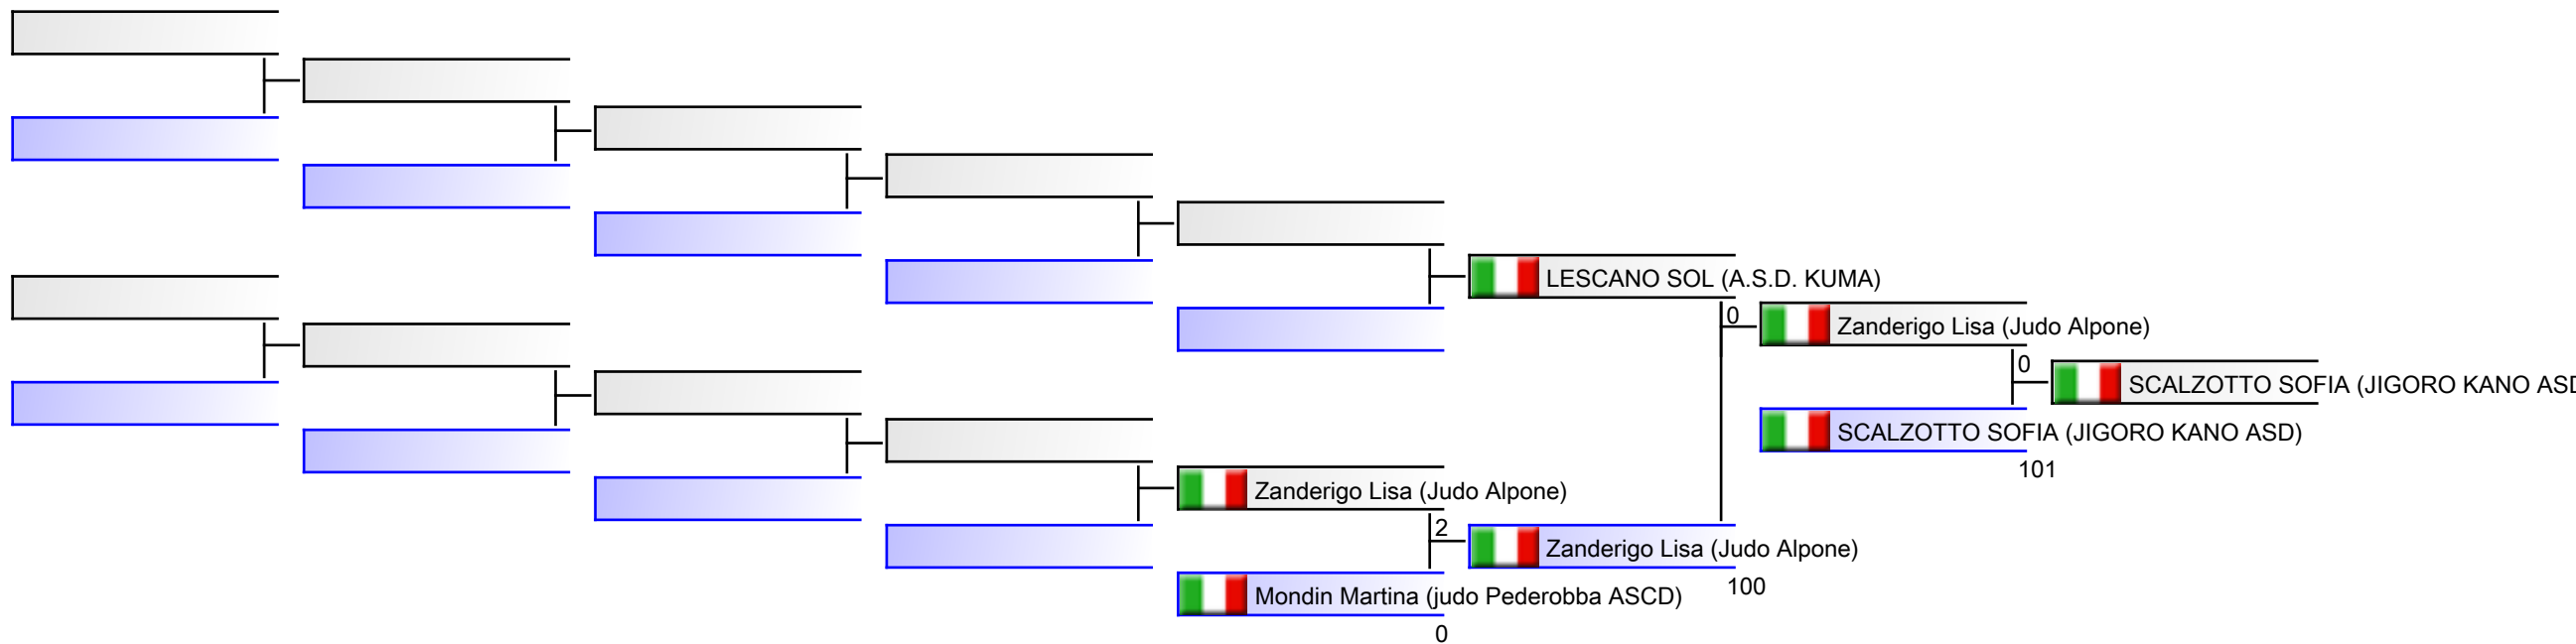 LESCANO SOL (A.S.D. KUMA)
0
Zanderigo Lisa (Judo Alpone)
0
SCALZOTTO SOFIA (JIGORO KANO ASD
SCALZOTTO SOFIA (JIGORO KANO ASD)
101
Zanderigo Lisa (Judo Alpone)
2
Zanderigo Lisa (Judo Alpone)
100
Mondin Martina (judo Pederobba ASCD)
0